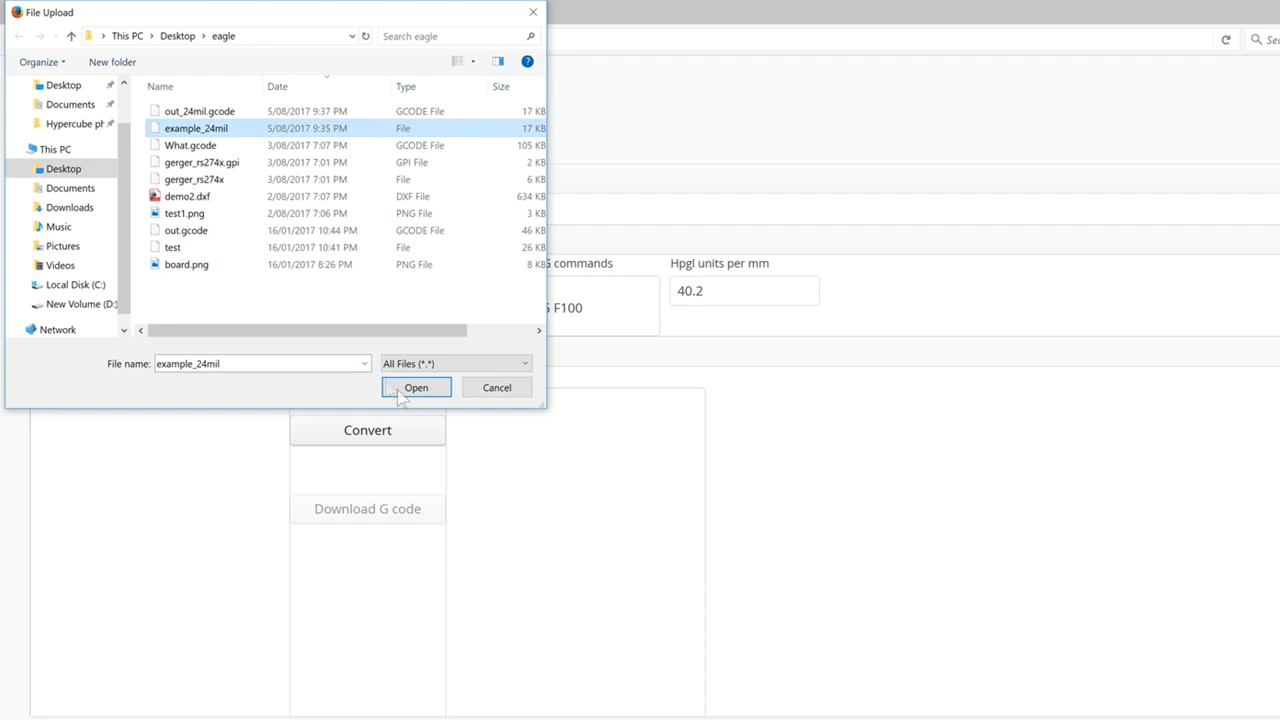 File Upload
This PC > Desktop > eagle
Search eagle
Sec
Organize
New folder
Name Date Type Size
out_24mil.gcode 5/08/2017 9:37 PM GCODE File 17 KB
example_24mil 5/08/2017 9:35 PM File 17 KB
What.gcode 3/08/2017 7:07 PM GCODE File 105 KB
gerger_rs274x.gpi 3/08/2017 7:01 PM GPI File 2 KB
gerger_rs274x 3/08/2017 7:01 PM File 6 KB
demo2.dxf 2/08/2017 7:07 PM DXF File 634 KB
test1.png 2/08/2017 7:06 PM PNG File 3 KB
out.gcode 16/01/2017 10:44 PM GCODE File 46 KB
test 16/01/2017 10:41 PM File 26 KB
board.png 16/01/2017 8:26 PM PNG File 8 KB
Desktop
Documents
Hypercube ph
This PC
Desktop
Documents
Downloads
Music
Pictures
Videos
Local Disk (C:)
New Volume (D:)
Network
File name: example_24mil
All Files (*.*)
Open
Cancel
G commands
F100
Hpgl units per mm
40.2
Convert
Download G code